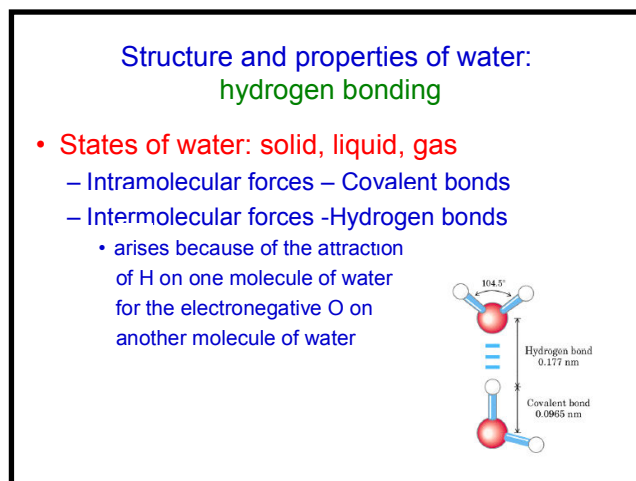 Structure and properties of water:
hydrogen bonding
• States of water: solid, liquid, gas
– Intramolecular forces – Covalent bonds
– Intermolecular forces -Hydrogen bonds
• arises because of the attraction
of H on one molecule of water
for the electronegative O on
another molecule of water
104.5°
Hydrogen bond
0.177 nm
Covalent bond
0.0965 nm